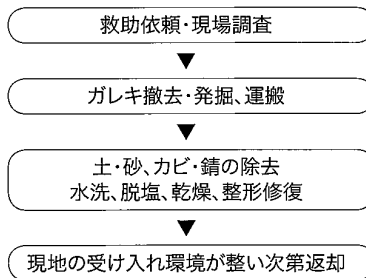 救助依頼・現場調査
▼
ガレキ撤去・発掘、運搬
▼
土・砂、カビ・錆の除去
水洗、脱塩、乾燥、整形修復
▼
現地の受け入れ環境が整い次第返却